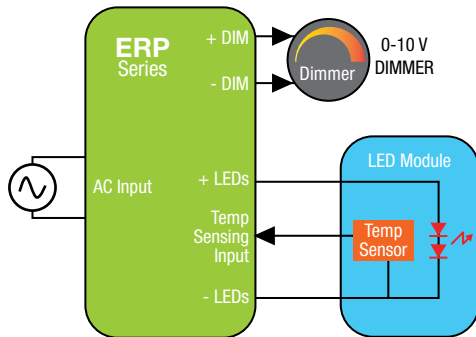 ERP
Series
+ DIM
- DIM
Dimmer
0-10 V
DIMMER
AC Input
+ LEDs
Temp
Sensing
Input
- LEDs
LED Module
Temp
Sensor